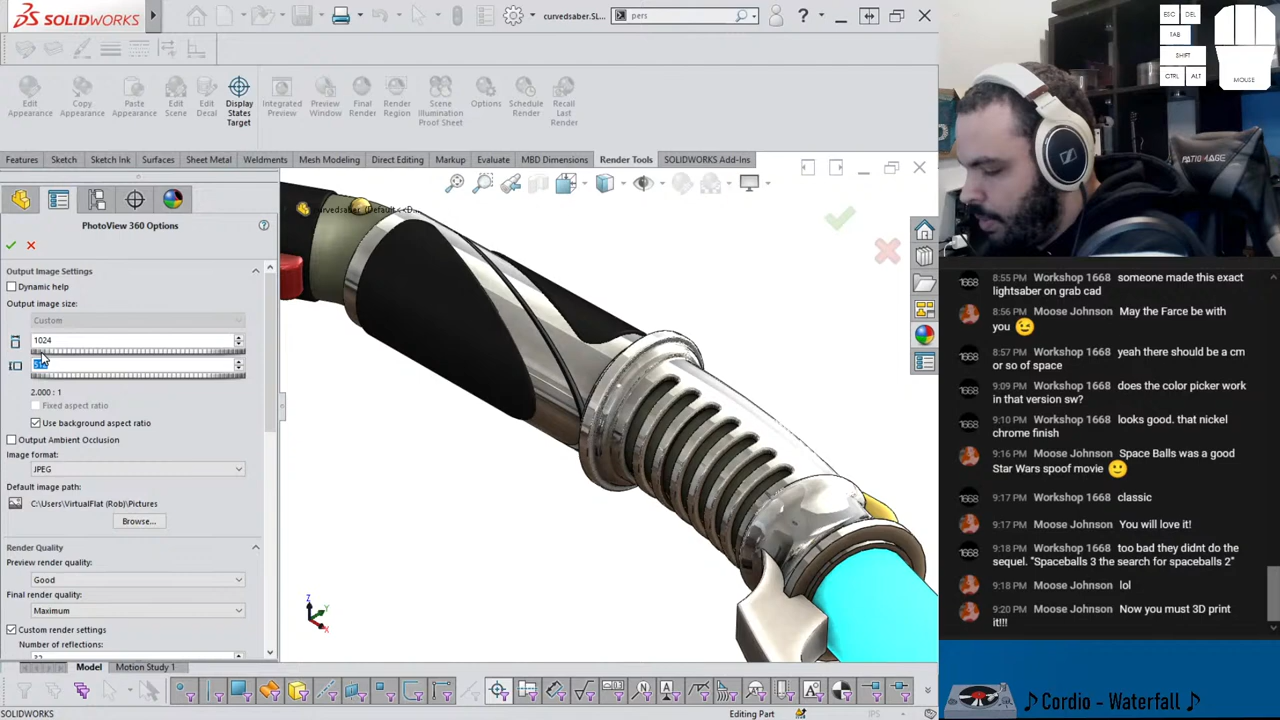 SOLIDWORKS
curvedsaber.SL...
pers
Edit Appearance
Copy Appearance
Paste Appearance
Edit Scene
Edit Decal
Display States Target
Integrated Preview
Preview Window
Final Render
Render Region
Scene Illumination Proof Sheet
Options
Schedule Render
Recall Last Render
Features
Sketch
Sketch Ink
Surfaces
Sheet Metal
Weldments
Mesh Modeling
Direct Editing
Markup
Evaluate
MBD Dimensions
Render Tools
SOLIDWORKS Add-Ins
PhotoView 360 Options
Output Image Settings
Dynamic help
Output image size:
Custom
1024
2.000 : 1
Fixed aspect ratio
Use background aspect ratio
Output Ambient Occlusion
Image format:
JPEG
Default image path:
C:\Users\VirtualFlat (Rob)\Pictures
Browse...
Render Quality
Preview render quality:
Good
Final render quality:
Maximum
Custom render settings
Number of reflections:
curvedsaber (Default<<D...
Z
Y
X
Model
Motion Study 1
SOLIDWORKS
Editing Part
IPS
ESC
DEL
TAB
SHIFT
CTRL
ALT
MOUSE
8:55 PM Workshop 1668 someone made this exact
lightsaber on grab cad
8:56 PM Moose Johnson May the Farce be with
you 😉
8:57 PM Workshop 1668 yeah there should be a cm
or so of space
9:09 PM Moose Johnson does the color picker work
in that version sw?
9:10 PM Workshop 1668 looks good. that nickel
chrome finish
9:16 PM Moose Johnson Space Balls was a good
Star Wars spoof movie 🙂
9:17 PM Workshop 1668 classic
9:17 PM Moose Johnson You will love it!
9:18 PM Workshop 1668 too bad they didnt do the
sequel. "Spaceballs 3 the search for spaceballs 2"
9:18 PM Moose Johnson lol
9:20 PM Moose Johnson Now you must 3D print
it!!!
♪ Cordio - Waterfall ♪